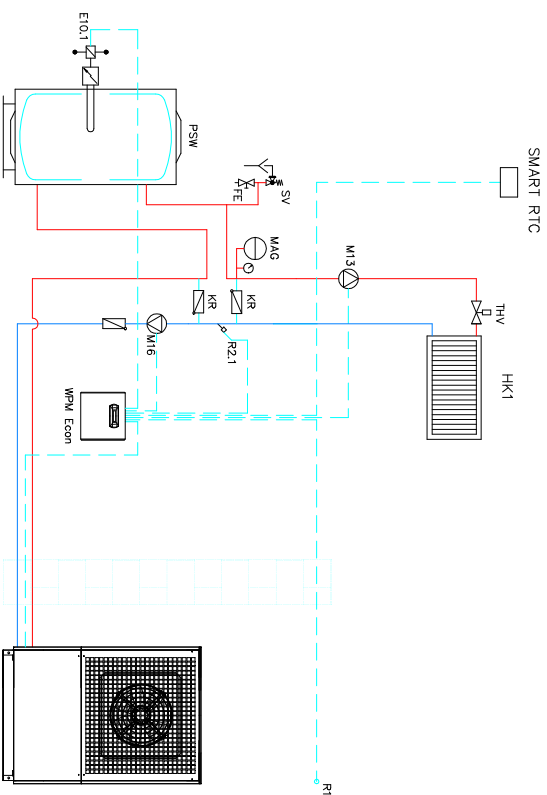 SMART RTC
E10.1
PSW
SV
FE
MAG
M13
THV
KR
KR
R2.1
M16
HK1
WPM Econ
R1